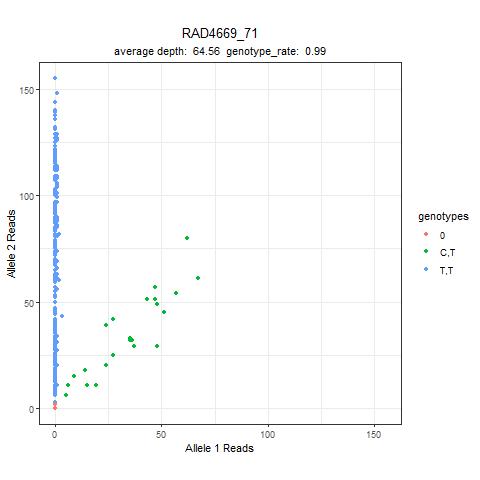 RAD4669_71
average depth: 64.56 genotype_rate: 0.99
150
100
50
0
Allele 2 Reads
0 50 100 150
Allele 1 Reads
genotypes
0
C,T
T,T